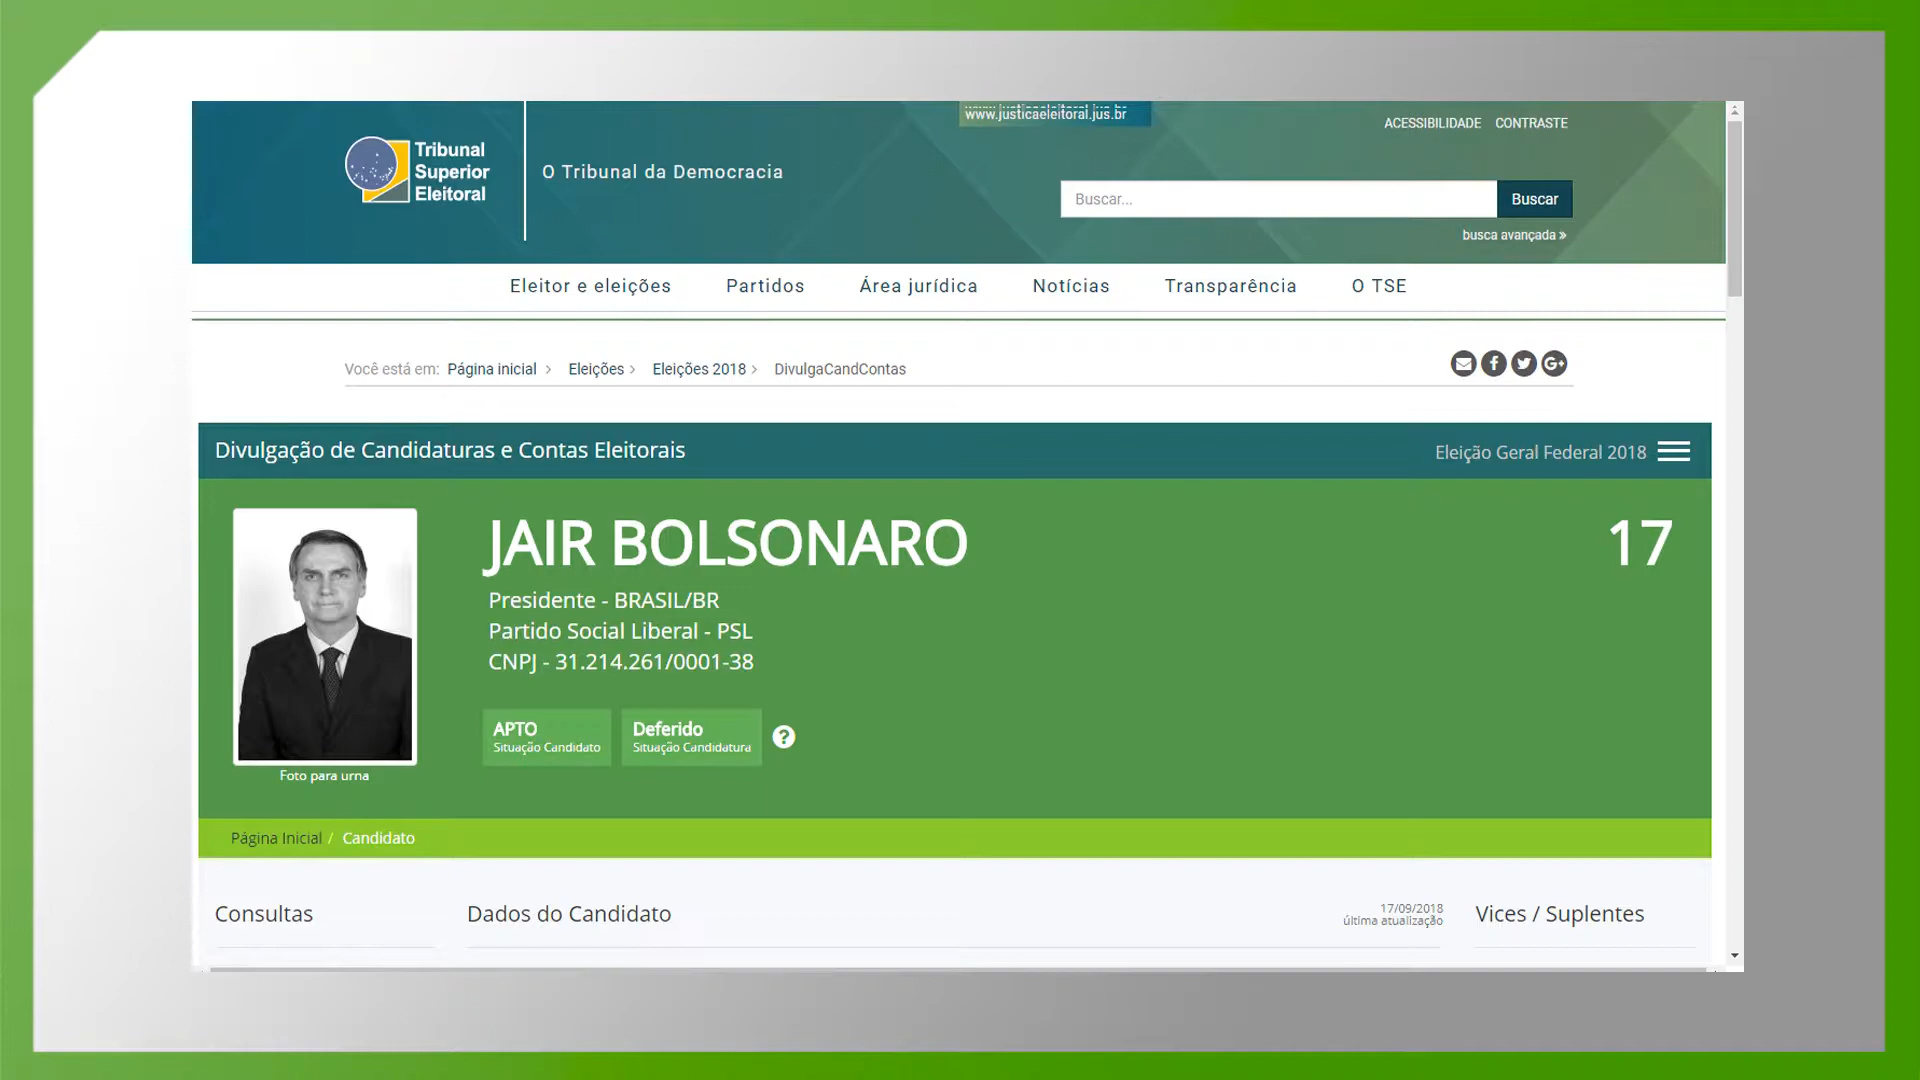 www.justicaeleitoral.jus.br
ACESSIBILIDADE CONTRASTE
Tribunal
Superior
Eleitoral
O Tribunal da Democracia
Buscar...
Buscar
busca avançada »
Eleitor e eleições Partidos Área jurídica Notícias Transparência O TSE
Você está em: Página inicial > Eleições > Eleições 2018 > DivulgaCandContas
Divulgação de Candidaturas e Contas Eleitorais
Eleição Geral Federal 2018
JAIR BOLSONARO
17
Presidente - BRASIL/BR
Partido Social Liberal - PSL
CNPJ - 31.214.261/0001-38
APTO
Situação Candidato
Deferido
Situação Candidatura
?
Foto para urna
Página Inicial / Candidato
Consultas
Dados do Candidato
17/09/2018
última atualização
Vices / Suplentes